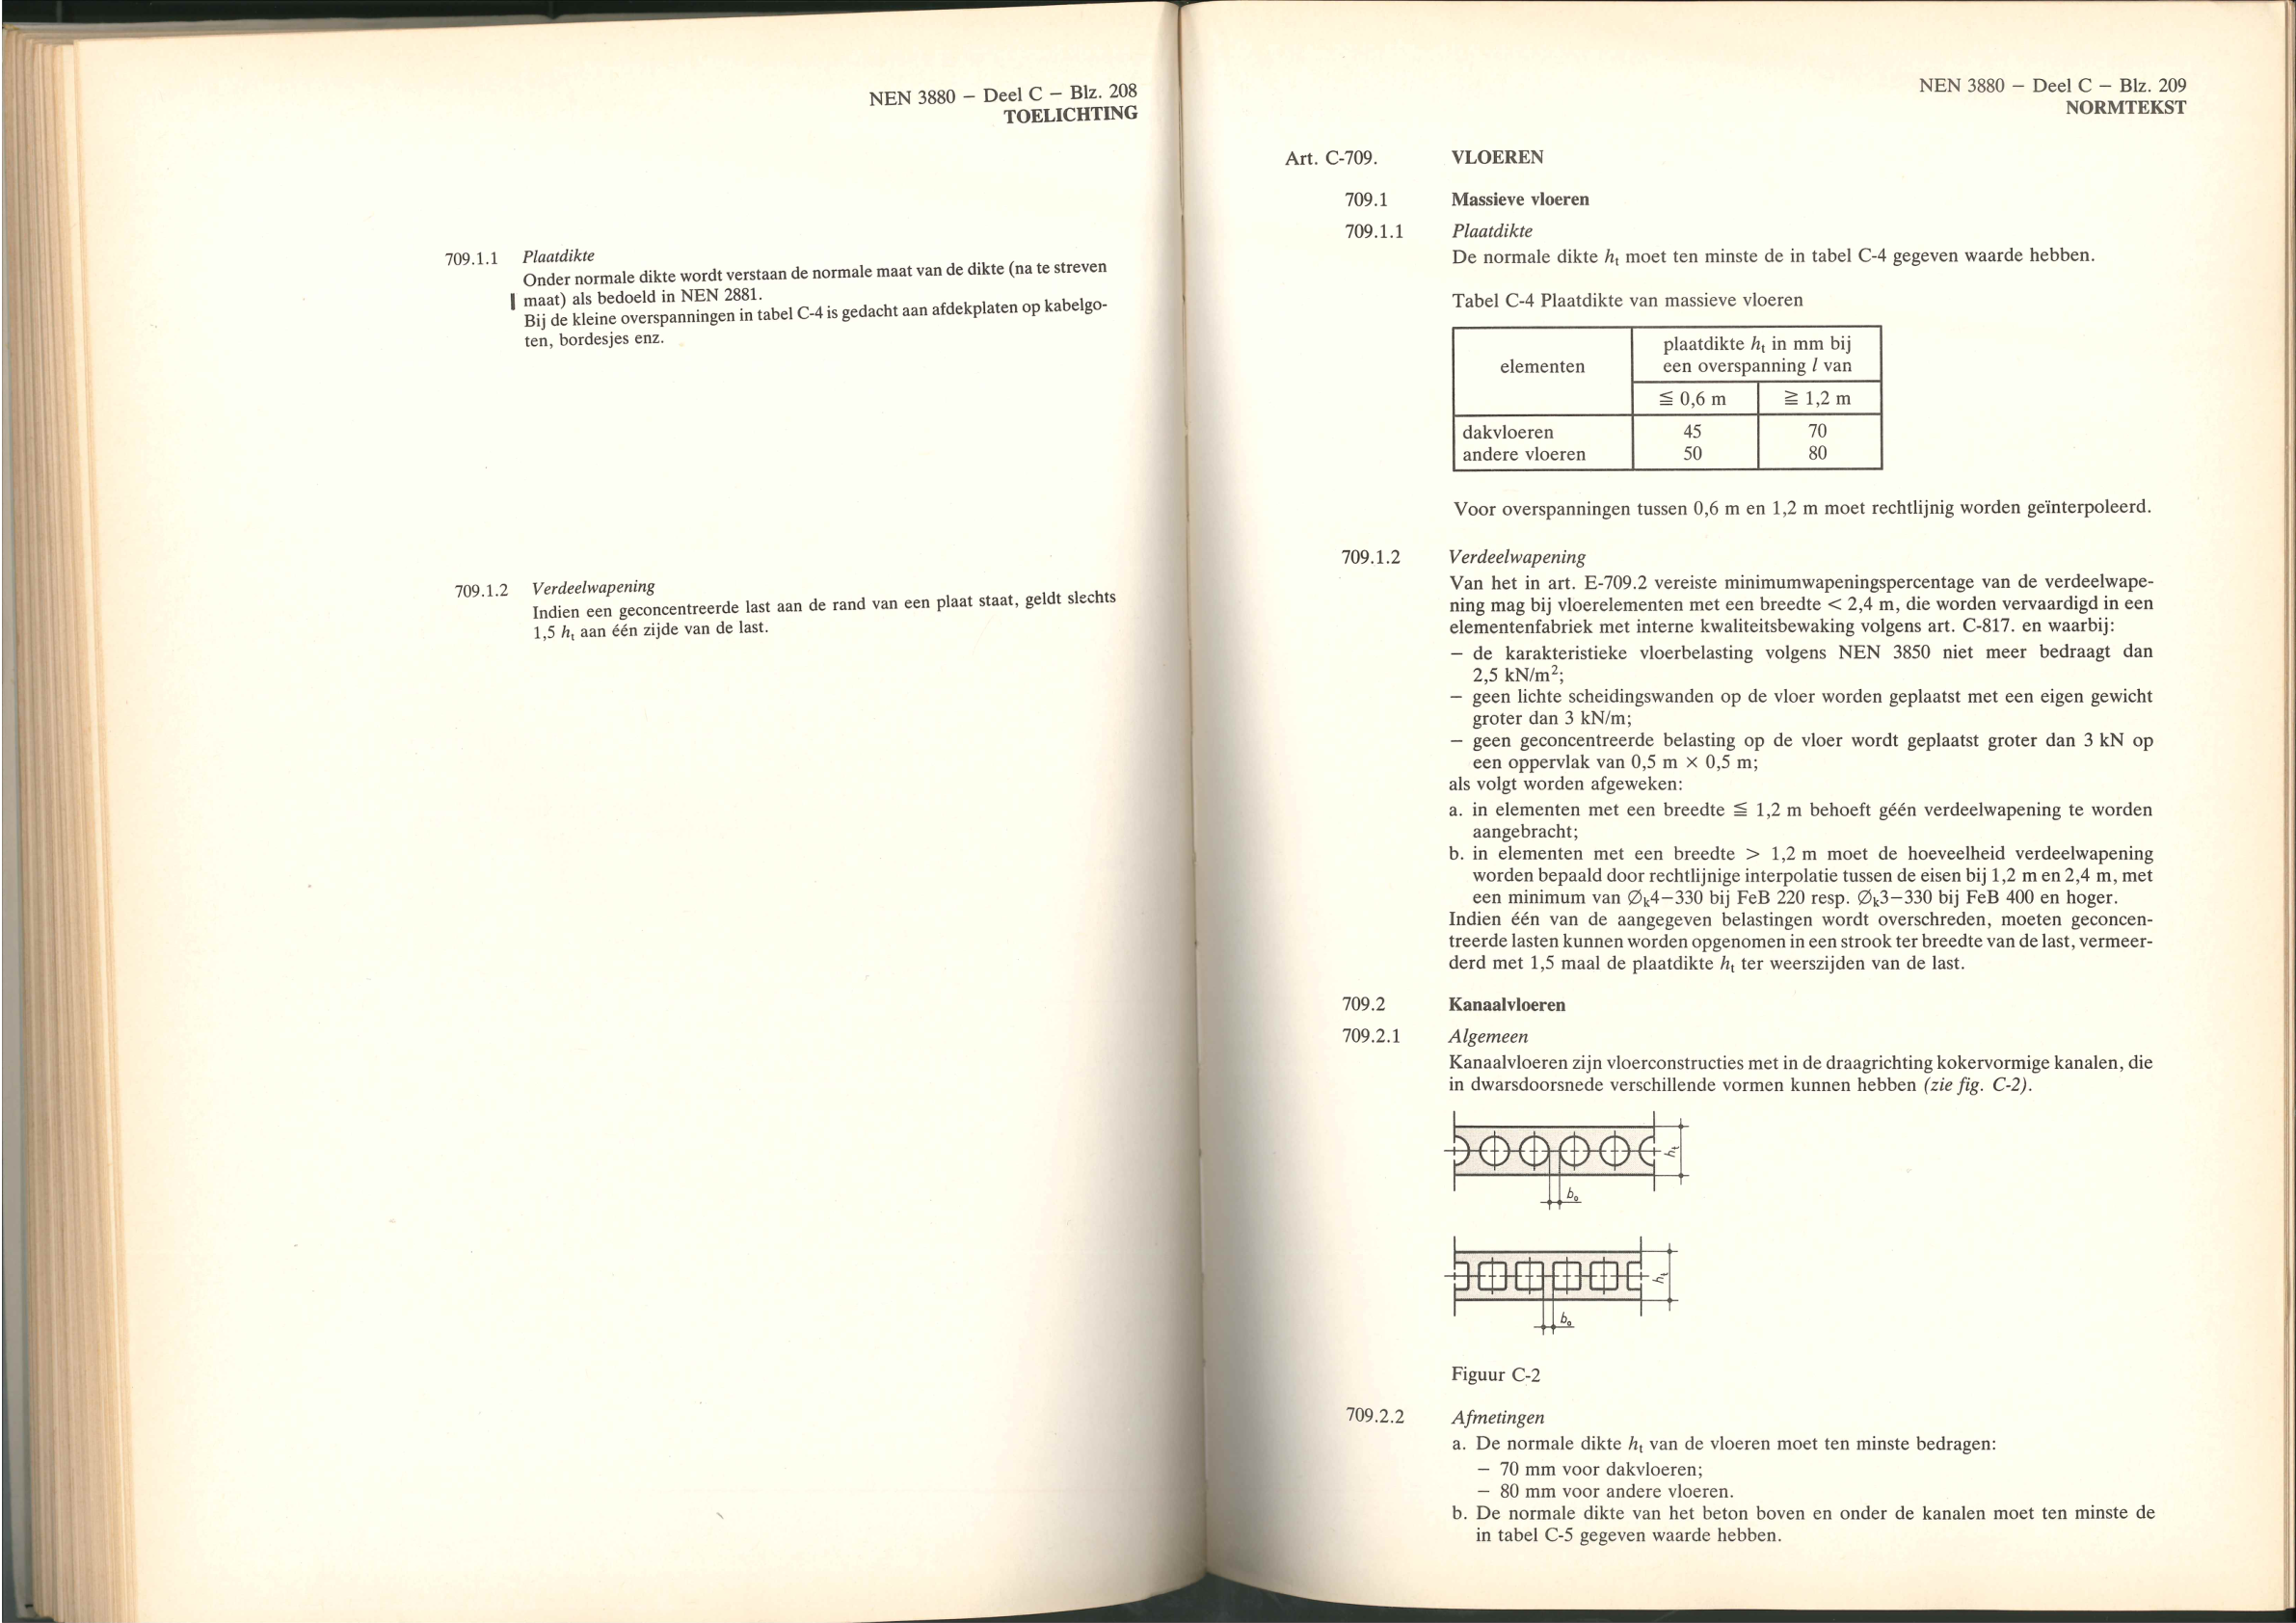 NEN 3880 — Deel C — Blz. 208
TOELICHTING
709.1.1 Plaatdikte
Onder normale dikte wordt verstaan de normale maat van de dikte (na te streven
maat) als bedoeld in NEN 2881.
Bij de kleine overspanningen in tabel C-4 is gedacht aan afdekplaten op kabelgo-
ten, bordesjes enz.
709.1.2 Verdeelwapening
Indien een geconcentreerde last aan de rand van een plaat staat, geldt slechts
1,5 ht aan één zijde van de last.
NEN 3880 — Deel C — Blz. 209
NORMTEKST
Art. C-709. VLOEREN
709.1 Massieve vloeren
709.1.1 Plaatdikte
De normale dikte ht moet ten minste de in tabel C-4 gegeven waarde hebben.
Tabel C-4 Plaatdikte van massieve vloeren
elementen
plaatdikte ht in mm bij
een overspanning l van
≦ 0,6 m ≧ 1,2 m
dakvloeren 45 70
andere vloeren 50 80
Voor overspanningen tussen 0,6 m en 1,2 m moet rechtlijnig worden geïnterpoleerd.
709.1.2 Verdeelwapening
Van het in art. E-709.2 vereiste minimumwapeningspercentage van de verdeelwape-
ning mag bij vloerelementen met een breedte < 2,4 m, die worden vervaardigd in een
elementenfabriek met interne kwaliteitsbewaking volgens art. C-817. en waarbij:
— de karakteristieke vloerbelasting volgens NEN 3850 niet meer bedraagt dan
2,5 kN/m²;
— geen lichte scheidingswanden op de vloer worden geplaatst met een eigen gewicht
groter dan 3 kN/m;
— geen geconcentreerde belasting op de vloer wordt geplaatst groter dan 3 kN op
een oppervlak van 0,5 m × 0,5 m;
als volgt worden afgeweken:
a. in elementen met een breedte ≦ 1,2 m behoeft géén verdeelwapening te worden
aangebracht;
b. in elementen met een breedte > 1,2 m moet de hoeveelheid verdeelwapening
worden bepaald door rechtlijnige interpolatie tussen de eisen bij 1,2 m en 2,4 m, met
een minimum van Øk4—330 bij FeB 220 resp. Øk3—330 bij FeB 400 en hoger.
Indien één van de aangegeven belastingen wordt overschreden, moeten geconcen-
treerde lasten kunnen worden opgenomen in een strook ter breedte van de last, vermeer-
derd met 1,5 maal de plaatdikte ht ter weerszijden van de last.
709.2 Kanaalvloeren
709.2.1 Algemeen
Kanaalvloeren zijn vloerconstructies met in de draagrichting kokervormige kanalen, die
in dwarsdoorsnede verschillende vormen kunnen hebben (zie fig. C-2).
ht
bo
ht
bo
Figuur C-2
709.2.2 Afmetingen
a. De normale dikte ht van de vloeren moet ten minste bedragen:
— 70 mm voor dakvloeren;
— 80 mm voor andere vloeren.
b. De normale dikte van het beton boven en onder de kanalen moet ten minste de
in tabel C-5 gegeven waarde hebben.